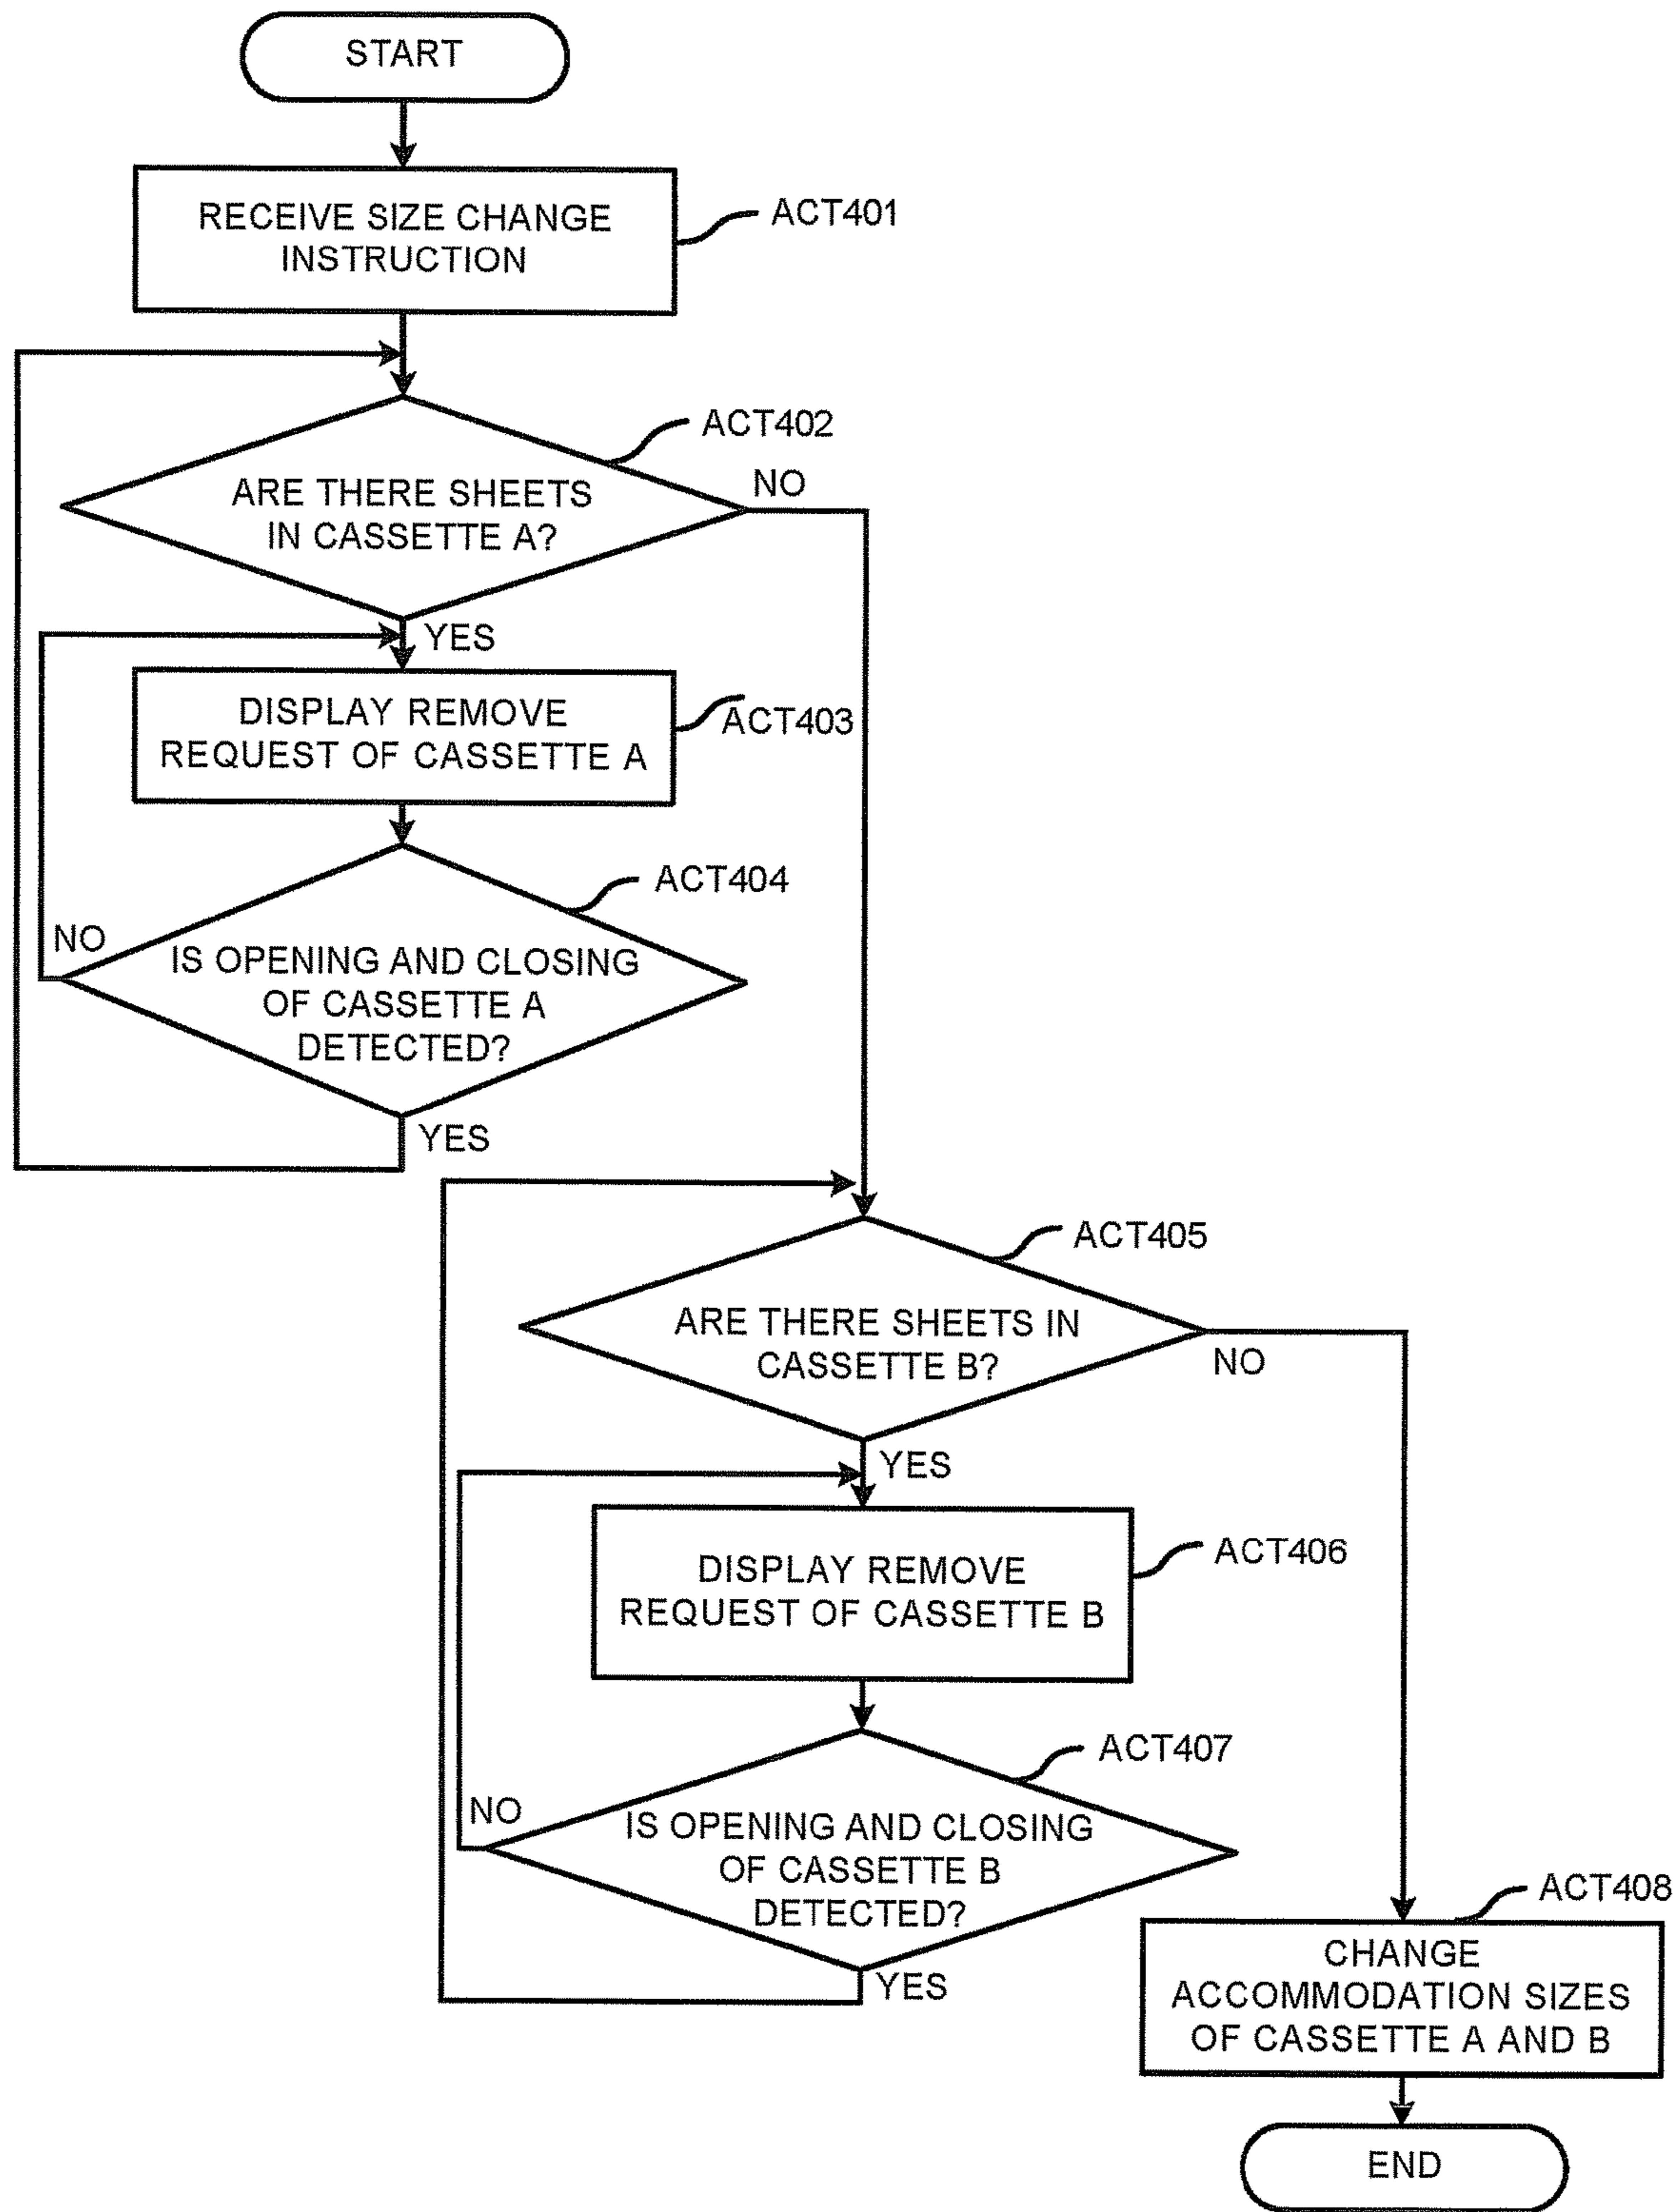 START
RECEIVE SIZE CHANGE
INSTRUCTION
ACT401
ACT402
ARE THERE SHEETS
IN CASSETTE A?
NO
YES
DISPLAY REMOVE
REQUEST OF CASSETTE A
ACT403
ACT404
NO
IS OPENING AND CLOSING
OF CASSETTE A
DETECTED?
YES
ACT405
ARE THERE SHEETS IN
CASSETTE B?
NO
YES
DISPLAY REMOVE
REQUEST OF CASSETTE B
ACT406
ACT407
NO
IS OPENING AND CLOSING
OF CASSETTE B
DETECTED?
YES
ACT408
CHANGE
ACCOMMODATION SIZES
OF CASSETTE A AND B
END